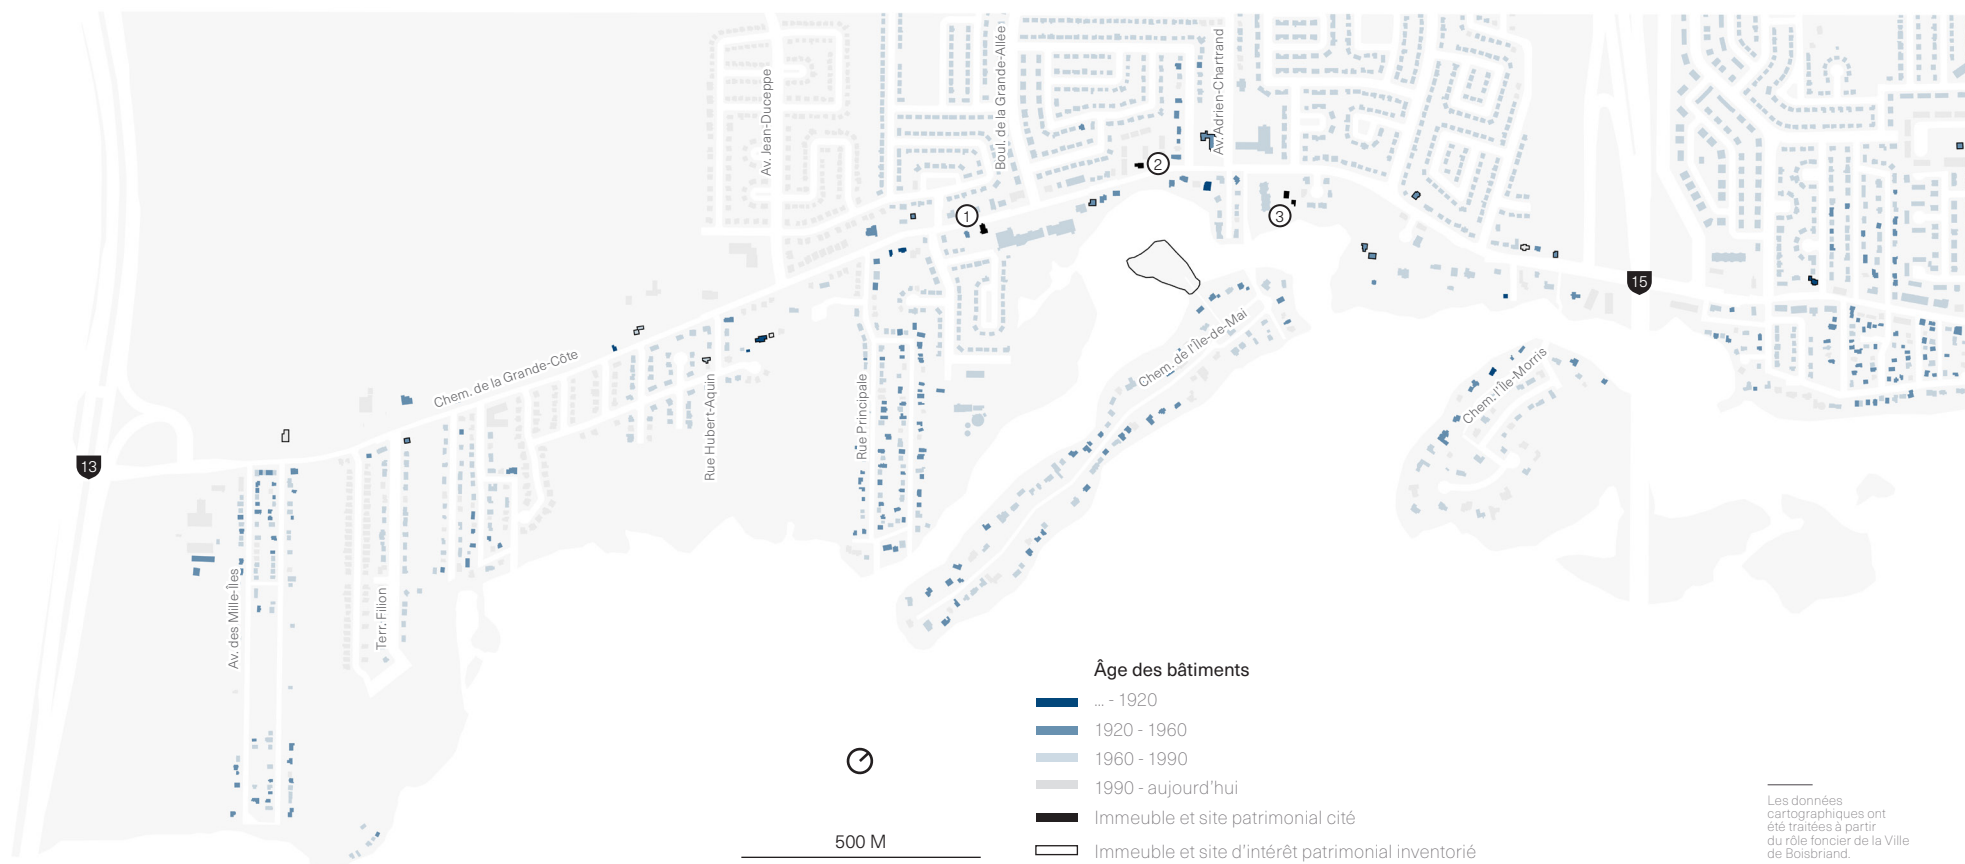 Av. Jean-Duceppe
Boul. de la Grande-Allée
Av. Adrien-Chartrand
2
1
3
15
Chem. de l'Île-de-Mai
Chem. l'Île-Morris
Chem. de la Grande-Côte
Rue Hubert-Aquin
Rue Principale
13
Av. des Mille-Îles
Terr. Filion
Âge des bâtiments
... - 1920
1920 - 1960
1960 - 1990
1990 - aujourd'hui
Immeuble et site patrimonial cité
Immeuble et site d'intérêt patrimonial inventorié
500 M
Les données
cartographiques ont
été traitées à partir
du rôle foncier de la Ville
de Boisbriand.